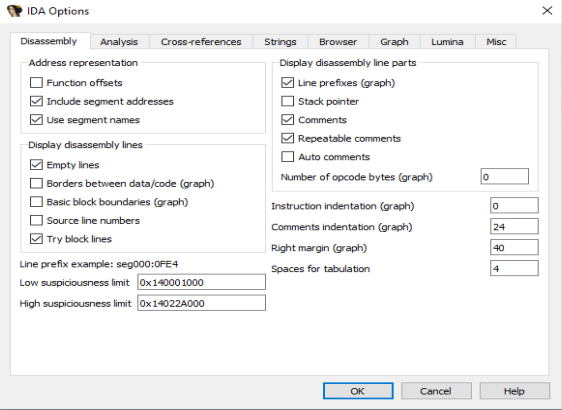 IDA Options
Disassembly Analysis Cross-references Strings Browser Graph Lumina Misc
Address representation
Function offsets
Include segment addresses
Use segment names
Display disassembly lines
Empty lines
Borders between data/code (graph)
Basic block boundaries (graph)
Source line numbers
Try block lines
Line prefix example: seg000:0FE4
Low suspiciousness limit 0x140001000
High suspiciousness limit 0x14022A000
Display disassembly line parts
Line prefixes (graph)
Stack pointer
Comments
Repeatable comments
Auto comments
Number of opcode bytes (graph) 0
Instruction indentation (graph) 0
Comments indentation (graph) 24
Right margin (graph) 40
Spaces for tabulation 4
OK Cancel Help